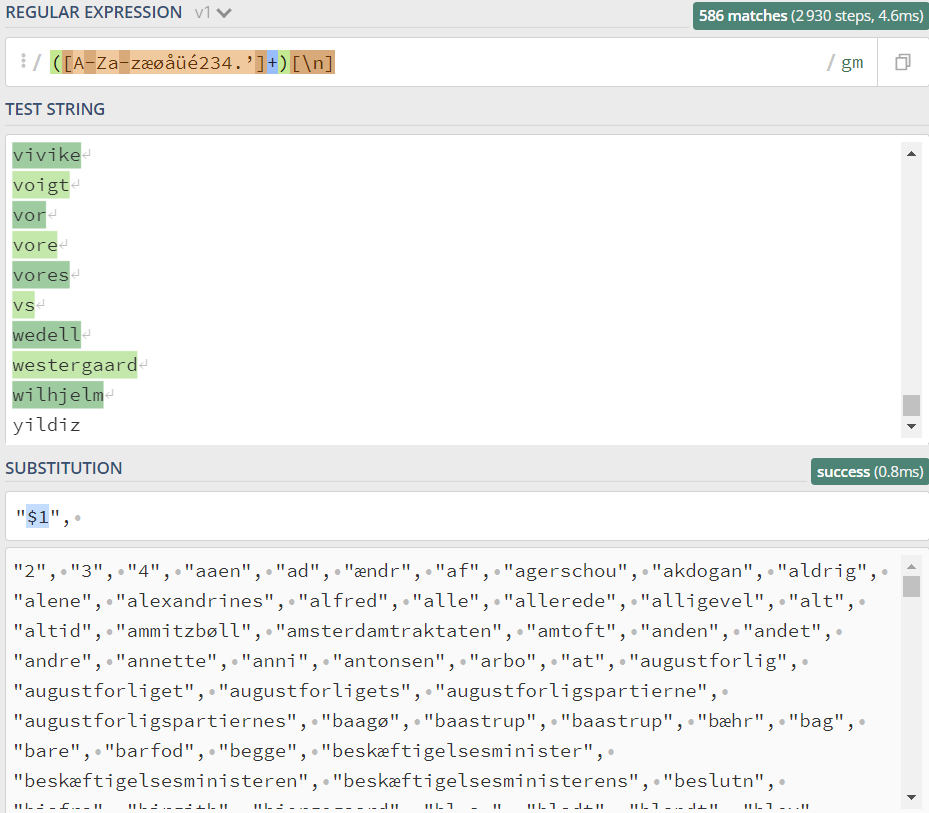 REGULAR EXPRESSION v1
586 matches (2 930 steps, 4.6ms)
/ ([A-Za-zæøåüé234.’]+)[\n] / gm
TEST STRING
vivike
voigt
vor
vore
vores
vs
wedell
westergaard
wilhjelm
yildiz
SUBSTITUTION
success (0.8ms)
"$1",
"2", "3", "4", "aaen", "ad", "ændr", "af", "agerschou", "akdogan", "aldrig",
"alene", "alexandrines", "alfred", "alle", "allerede", "alligevel", "alt",
"altid", "ammitzbøll", "amsterdamtraktaten", "amtoft", "anden", "andet",
"andre", "annette", "anni", "antonsen", "arbo", "at", "augustforlig",
"augustforliget", "augustforligets", "augustforligspartierne",
"augustforligspartiernes", "baagø", "baastrup", "baastrup", "bæhr", "bag",
"bare", "barfod", "begge", "beskæftigelsesminister",
"beskæftigelsesministeren", "beskæftigelsesministerens", "beslutn",